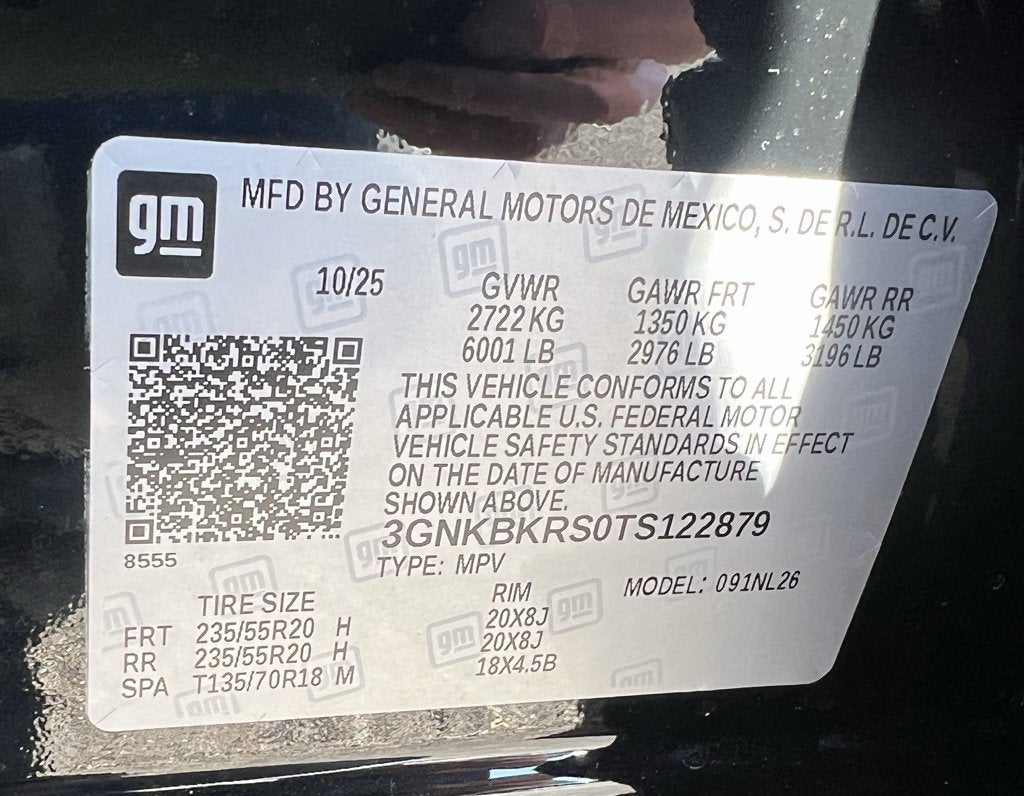 gm MFD BY GENERAL MOTORS DE MEXICO, S. DE R.L. DE C.V.
10/25 GVWR GAWR FRT GAWR RR
2722 KG 1350 KG 1450 KG
6001 LB 2976 LB 3196 LB
THIS VEHICLE CONFORMS TO ALL
APPLICABLE U.S. FEDERAL MOTOR
VEHICLE SAFETY STANDARDS IN EFFECT
ON THE DATE OF MANUFACTURE
SHOWN ABOVE.
3GNKBKRS0TS122879
8555
TYPE: MPV MODEL: 091NL26
TIRE SIZE RIM
FRT 235/55R20 H 20X8J
RR 235/55R20 H 20X8J
SPA T135/70R18 M 18X4.5B